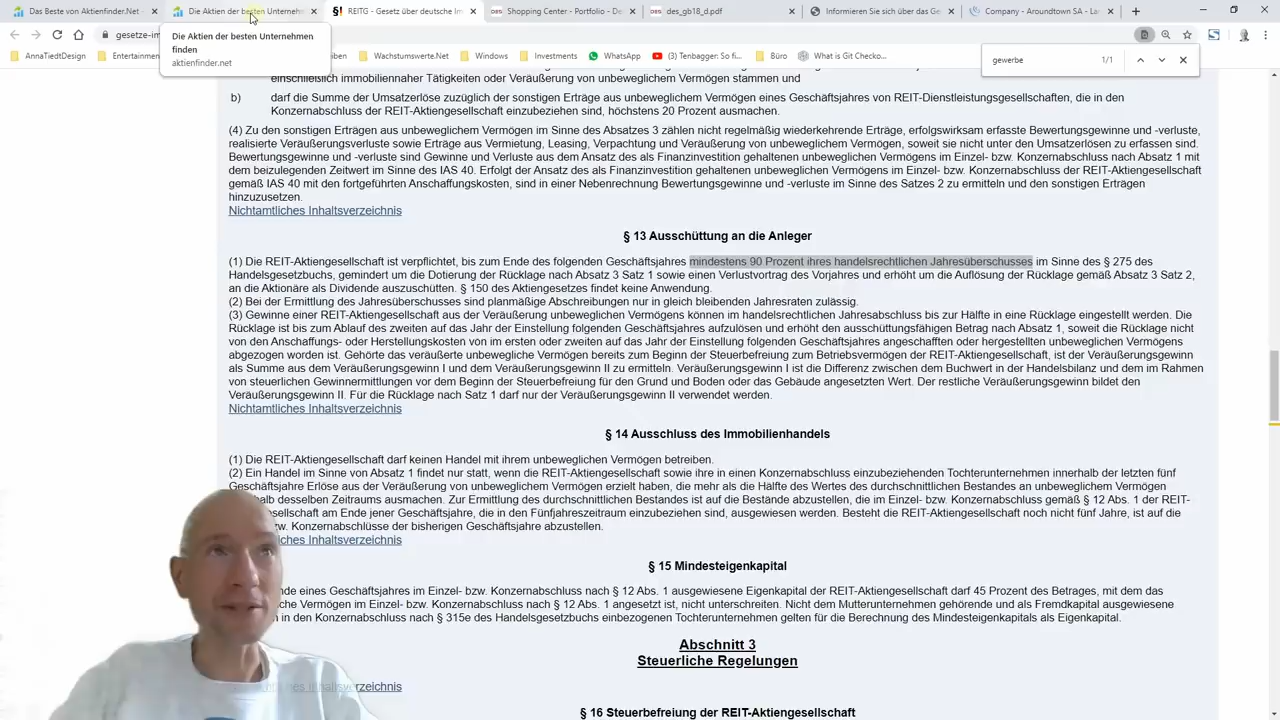 Das Beste von Aktien.Net
Die Aktien der besten Unternehm
REITG - Gesetz über deutsche Im
Shopping Center - Portfolio - De
des_gb18_d.pdf
Informieren Sie sich über das Ge
Company - Aroundtown SA - Lan
gesetze-im
Die Aktien der besten Unternehmen
finden
aktienfinder.net
gewerbe
1/1
AnnaTiedtDesign
Entertainmen
eiben
Wachstumswerte.Net
Windows
Investments
WhatsApp
(3) Tenbagger: So fi...
Büro
What is Git Checko...
einschließlich immobiliennaher Tätigkeiten oder Veräußerung von unbeweglichem Vermögen stammen und
b) darf die Summe der Umsatzerlöse zuzüglich der sonstigen Erträge aus unbeweglichem Vermögen eines Geschäftsjahres von REIT-Dienstleistungsgesellschaften, die in den
Konzernabschluss der REIT-Aktiengesellschaft einzubeziehen sind, höchstens 20 Prozent ausmachen.
(4) Zu den sonstigen Erträgen aus unbeweglichem Vermögen im Sinne des Absatzes 3 zählen nicht regelmäßig wiederkehrende Erträge, erfolgswirksam erfasste Bewertungsgewinne und -verluste,
realisierte Veräußerungsverluste sowie Erträge aus Vermietung, Leasing, Verpachtung und Veräußerung von unbeweglichem Vermögen, soweit sie nicht unter den Umsatzerlösen zu erfassen sind.
Bewertungsgewinne und -verluste sind Gewinne und Verluste aus dem Ansatz des als Finanzinvestition gehaltenen unbeweglichen Vermögens im Einzel- bzw. Konzernabschluss nach Absatz 1 mit
dem beizulegenden Zeitwert im Sinne des IAS 40. Erfolgt der Ansatz des als Finanzinvestition gehaltenen unbeweglichen Vermögens im Einzel- bzw. Konzernabschluss der REIT-Aktiengesellschaft
gemäß IAS 40 mit den fortgeführten Anschaffungskosten, sind in einer Nebenrechnung Bewertungsgewinne und -verluste im Sinne des Satzes 2 zu ermitteln und den sonstigen Erträgen
hinzuzusetzen.
Nichtamtliches Inhaltsverzeichnis
§ 13 Ausschüttung an die Anleger
(1) Die REIT-Aktiengesellschaft ist verpflichtet, bis zum Ende des folgenden Geschäftsjahres mindestens 90 Prozent ihres handelsrechtlichen Jahresüberschusses im Sinne des § 275 des
Handelsgesetzbuchs, gemindert um die Dotierung der Rücklage nach Absatz 3 Satz 1 sowie einen Verlustvortrag des Vorjahres und erhöht um die Auflösung der Rücklage gemäß Absatz 3 Satz 2,
an die Aktionäre als Dividende auszuschütten. § 150 des Aktiengesetzes findet keine Anwendung.
(2) Bei der Ermittlung des Jahresüberschusses sind planmäßige Abschreibungen nur in gleich bleibenden Jahresraten zulässig.
(3) Gewinne einer REIT-Aktiengesellschaft aus der Veräußerung unbeweglichen Vermögens können im handelsrechtlichen Jahresabschluss bis zur Hälfte in eine Rücklage eingestellt werden. Die
Rücklage ist bis zum Ablauf des zweiten auf das Jahr der Einstellung folgenden Geschäftsjahres aufzulösen und erhöht den ausschüttungsfähigen Betrag nach Absatz 1, soweit die Rücklage nicht
von den Anschaffungs- oder Herstellungskosten von im ersten oder zweiten auf das Jahr der Einstellung folgenden Geschäftsjahres angeschafften oder hergestellten unbeweglichen Vermögens
abgezogen worden ist. Gehörte das veräußerte unbewegliche Vermögen bereits zum Beginn der Steuerbefreiung zum Betriebsvermögen der REIT-Aktiengesellschaft, ist der Veräußerungsgewinn
als Summe aus dem Veräußerungsgewinn I und dem Veräußerungsgewinn II zu ermitteln. Veräußerungsgewinn I ist die Differenz zwischen dem Buchwert in der Handelsbilanz und dem im Rahmen
von steuerlichen Gewinnermittlungen vor dem Beginn der Steuerbefreiung für den Grund und Boden oder das Gebäude angesetzten Wert. Der restliche Veräußerungsgewinn bildet den
Veräußerungsgewinn II. Für die Rücklage nach Satz 1 darf nur der Veräußerungsgewinn II verwendet werden.
Nichtamtliches Inhaltsverzeichnis
§ 14 Ausschluss des Immobilienhandels
(1) Die REIT-Aktiengesellschaft darf keinen Handel mit ihrem unbeweglichen Vermögen betreiben.
(2) Ein Handel im Sinne von Absatz 1 findet nur statt, wenn die REIT-Aktiengesellschaft sowie ihre in einen Konzernabschluss einzubeziehenden Tochterunternehmen innerhalb der letzten fünf
Geschäftsjahre Erlöse aus der Veräußerung von unbeweglichem Vermögen erzielt haben, die mehr als die Hälfte des Wertes des durchschnittlichen Bestandes an unbeweglichem Vermögen
halb desselben Zeitraums ausmachen. Zur Ermittlung des durchschnittlichen Bestandes ist auf die Bestände abzustellen, die im Einzel- bzw. Konzernabschluss gemäß § 12 Abs. 1 der REIT-
esellschaft am Ende jener Geschäftsjahre, die in den Fünfjahreszeitraum einzubeziehen sind, ausgewiesen werden. Besteht die REIT-Aktiengesellschaft noch nicht fünf Jahre, ist auf die
zw. Konzernabschlüsse der bisherigen Geschäftsjahre abzustellen.
ches Inhaltsverzeichnis
§ 15 Mindesteigenkapital
nde eines Geschäftsjahres im Einzel- bzw. Konzernabschluss nach § 12 Abs. 1 ausgewiesene Eigenkapital der REIT-Aktiengesellschaft darf 45 Prozent des Betrages, mit dem das
che Vermögen im Einzel- bzw. Konzernabschluss nach § 12 Abs. 1 angesetzt ist, nicht unterschreiten. Nicht dem Mutterunternehmen gehörende und als Fremdkapital ausgewiesene
n in den Konzernabschluss nach § 315e des Handelsgesetzbuchs einbezogenen Tochterunternehmen gelten für die Berechnung des Mindesteigenkapitals als Eigenkapital.
Abschnitt 3
Steuerliche Regelungen
es Inhaltsverzeichnis
§ 16 Steuerbefreiung der REIT-Aktiengesellschaft